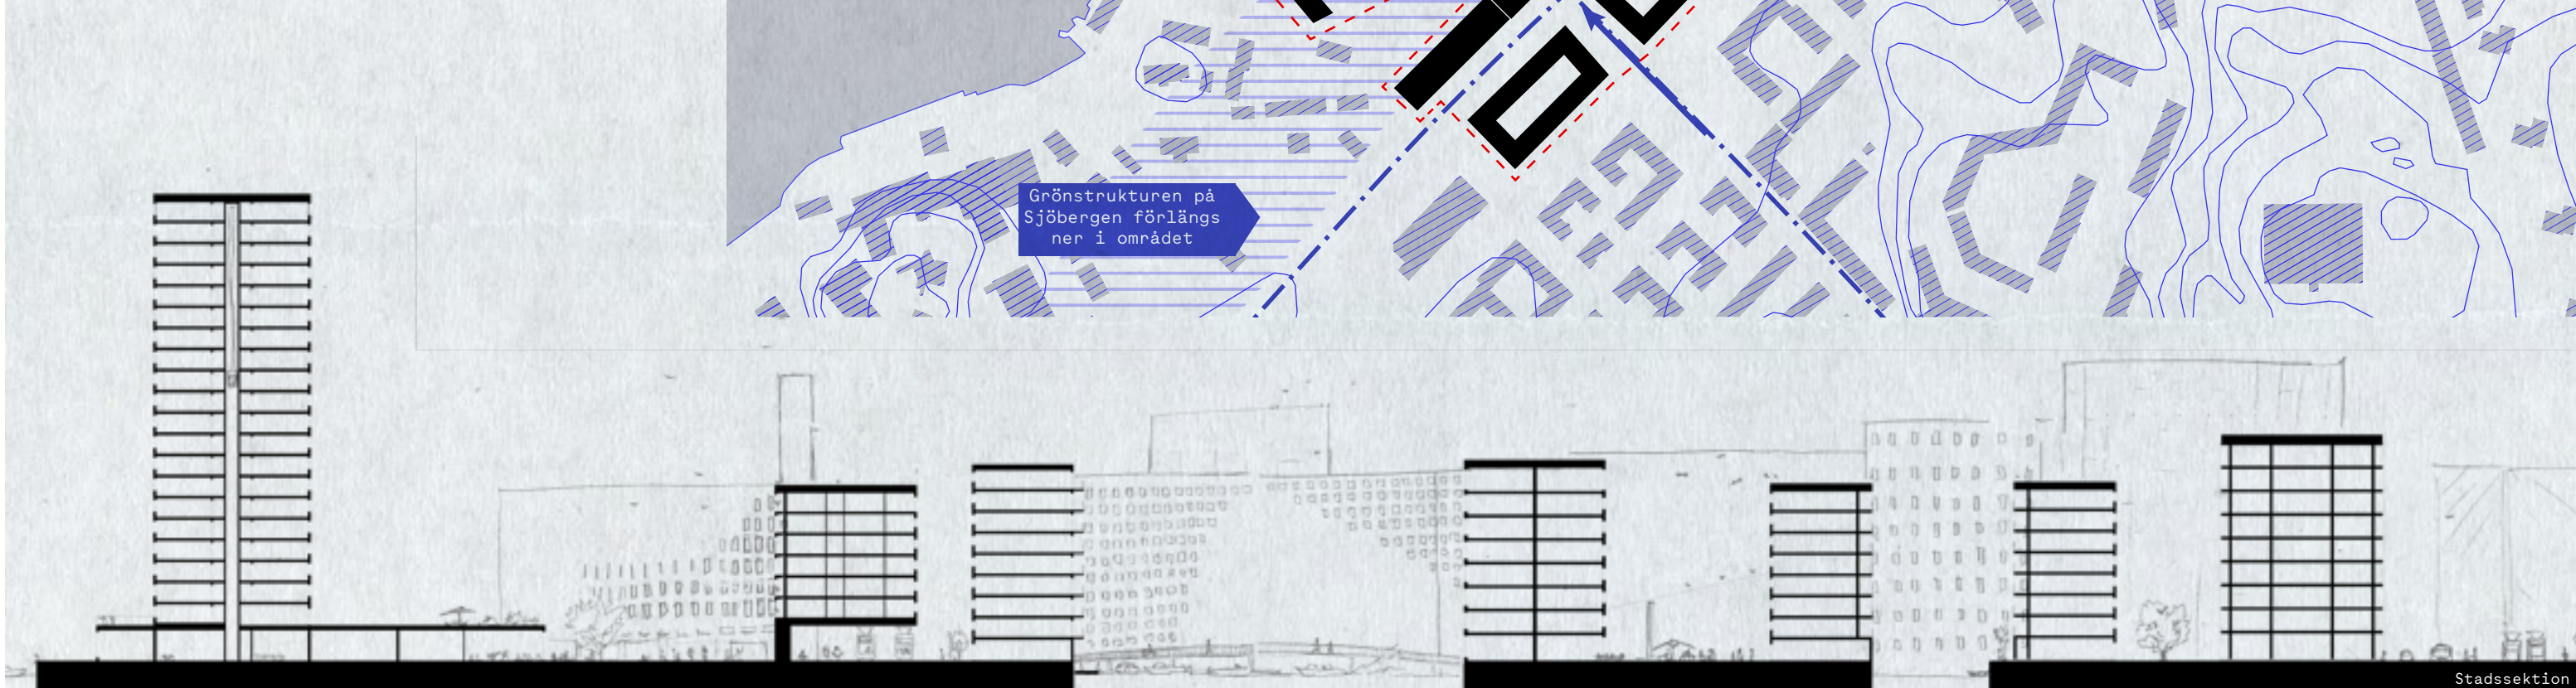 Grönstrukturen på
Sjöbergen förlängs
ner i området
Stadssektion